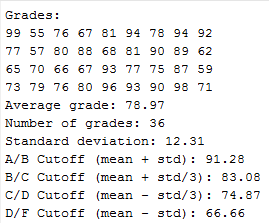 Grades:
99 55 76 67 81 94 78 94 92
77 57 80 88 68 81 90 89 62
65 70 66 67 93 77 75 87 59
73 79 76 80 96 93 90 98 71
Average grade: 78.97
Number of grades: 36
Standard deviation: 12.31
A/B Cutoff (mean + std): 91.28
B/C Cutoff (mean + std/3): 83.08
C/D Cutoff (mean - std/3): 74.87
D/F Cutoff (mean - std): 66.66